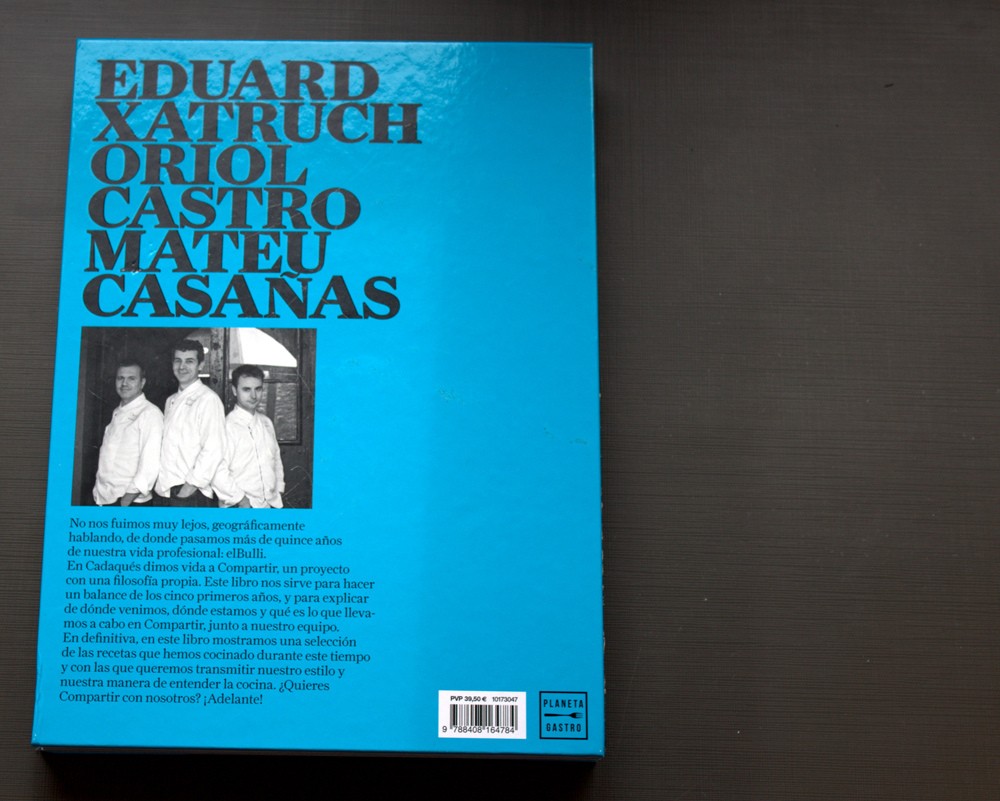 EDUARD
XATRUCH
ORIOL
CASTRO
MATEU
CASAÑAS
No nos fuimos muy lejos, geográficamente
hablando, de donde pasamos más de quince años
de nuestra vida profesional: elBulli.
En Cadaqués dimos vida a Compartir, un proyecto
con una filosofía propia. Este libro nos sirve para hacer
un balance de los cinco primeros años, y para explicar
de dónde venimos, dónde estamos y qué es lo que lleva-
mos a cabo en Compartir, junto a nuestro equipo.
En definitiva, en este libro mostramos una selección
de las recetas que hemos cocinado durante este tiempo
y con las que queremos transmitir nuestro estilo y
nuestra manera de entender la cocina. ¿Quieres
Compartir con nosotros? ¡Adelante!
PVP 39,50 € 10173047
9 788408 164784
PLANETA
GASTRO